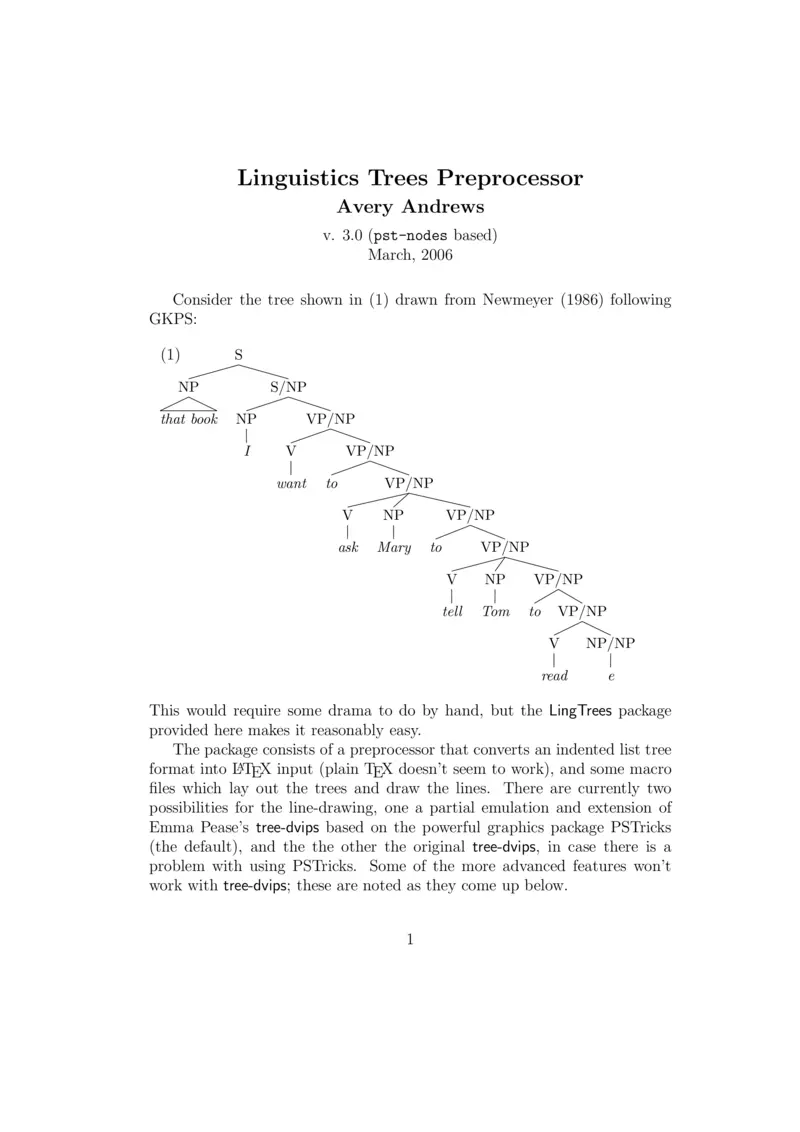 Linguistics Trees Preprocessor
Avery Andrews
v. 3.0 (pst-nodes based)
March, 2006
Consider the tree shown in (1) drawn from Newmeyer (1986) following
GKPS:
(1) S
NP S/NP
that book NP VP/NP
I V VP/NP
want to VP/NP
V NP VP/NP
ask Mary to VP/NP
V NP VP/NP
tell Tom to VP/NP
V NP/NP
read e
This would require some drama to do by hand, but the LingTrees package
provided here makes it reasonably easy.
The package consists of a preprocessor that converts an indented list tree
format into LATEX input (plain TEX doesn't seem to work), and some macro
files which lay out the trees and draw the lines. There are currently two
possibilities for the line-drawing, one a partial emulation and extension of
Emma Pease's tree-dvips based on the powerful graphics package PSTricks
(the default), and the the other the original tree-dvips, in case there is a
problem with using PSTricks. Some of the more advanced features won't
work with tree-dvips; these are noted as they come up below.
1